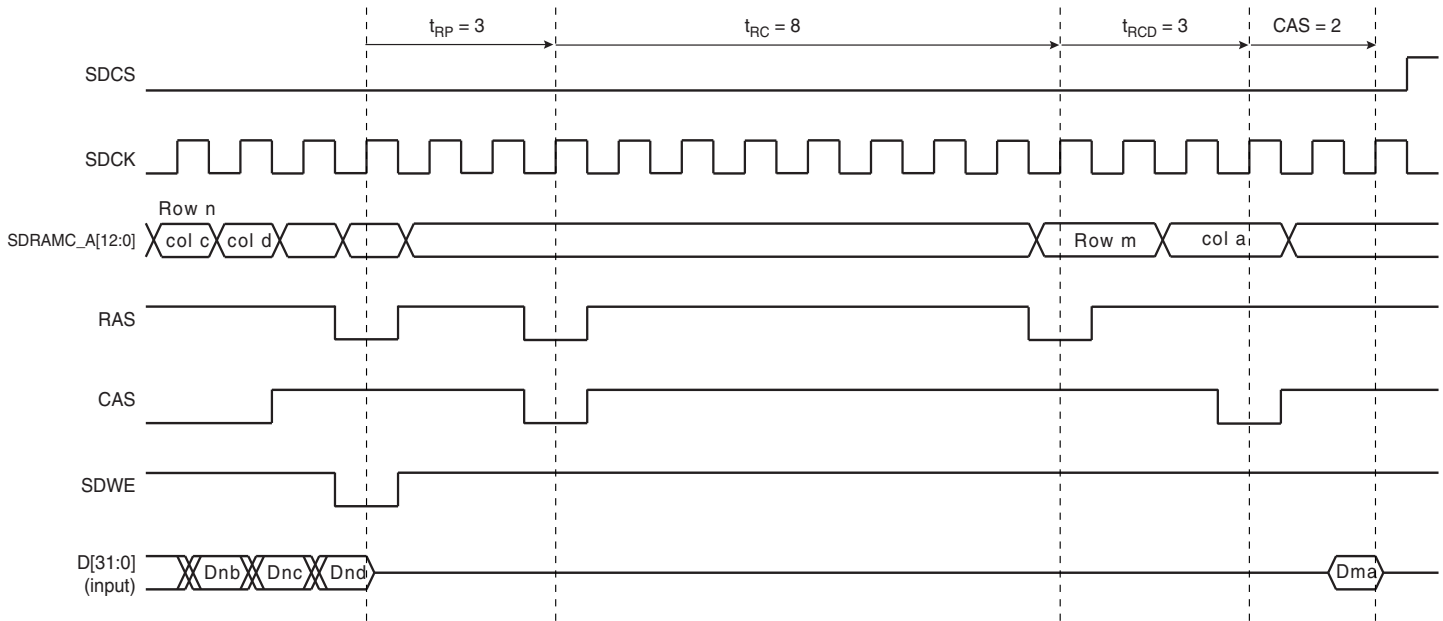 tRP = 3
tRC = 8
tRCD = 3
CAS = 2
SDCS
SDCK
Row n
SDRAMC_A[12:0]
col c
col d
Row m
col a
RAS
CAS
SDWE
D[31:0]
(input)
Dnb
Dnc
Dnd
Dma